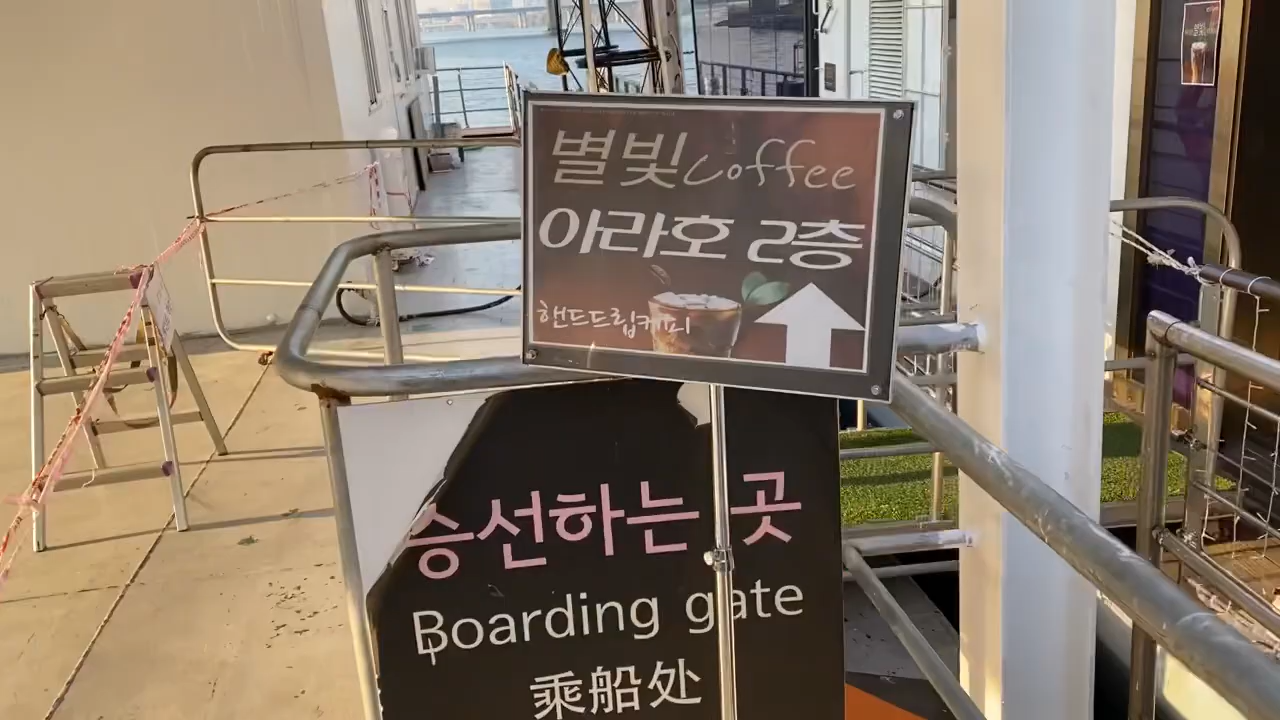 별빛coffee
아라호 2층
핸드드립커피
승선하는 곳
Boarding gate
乘船处